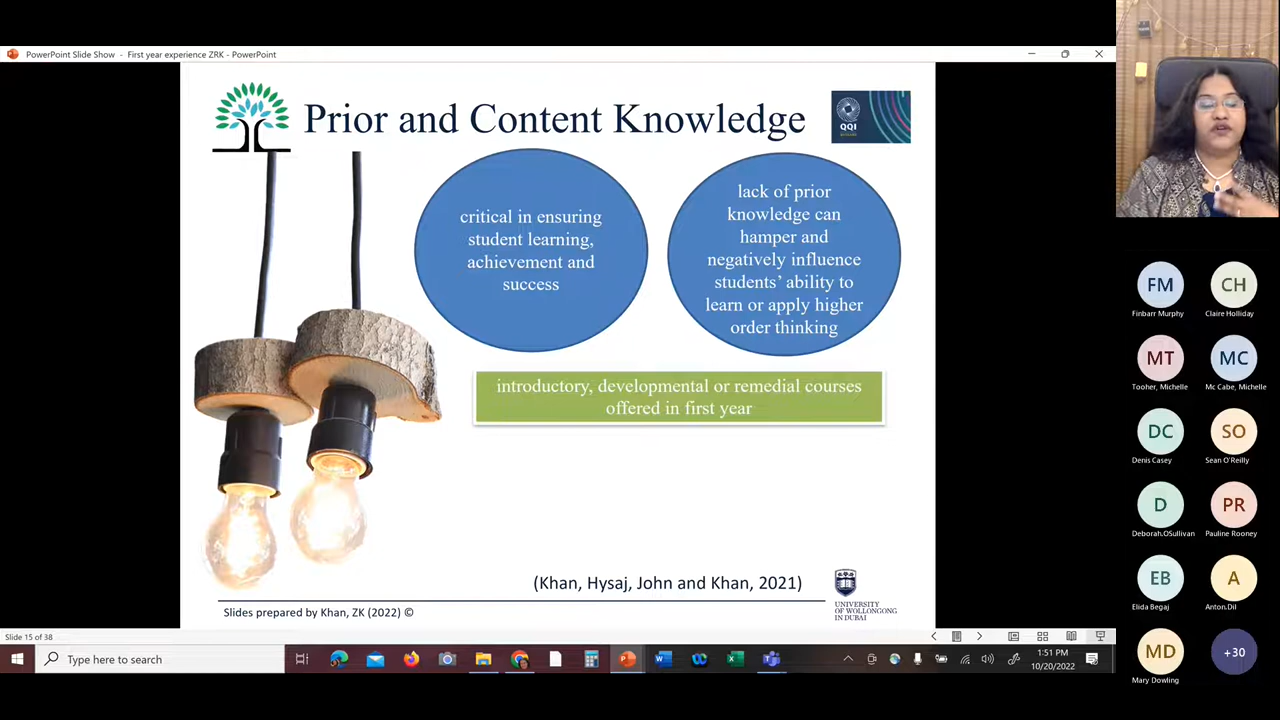 PowerPoint Slide Show - First year experience ZRK - PowerPoint
Prior and Content Knowledge
QQI
critical in ensuring
student learning,
achievement and
success
lack of prior
knowledge can
hamper and
negatively influence
students' ability to
learn or apply higher
order thinking
introductory, developmental or remedial courses
offered in first year
(Khan, Hysaj, John and Khan, 2021)
Slides prepared by Khan, ZK (2022) ©
UNIVERSITY
OF WOLLONGONG
IN DUBAI
Slide 15 of 38
Type here to search
1:51 PM
10/20/2022
FM
Finbarr Murphy
CH
Claire Holliday
MT
Tooher, Michelle
MC
Mc Cabe, Michelle
DC
Denis Casey
SO
Sean O'Reilly
D
Deborah.OSullivan
PR
Pauline Rooney
EB
Elida Begaj
A
Anton.Dil
MD
Mary Dowling
+30